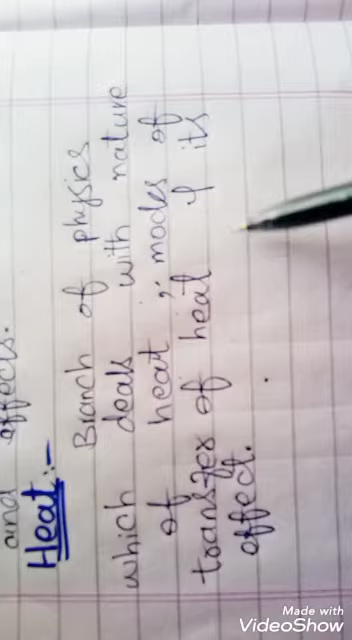 and effects.
Heat:-
Branch of physics
which deals with nature
of heat ; modes of
transfer of heat & its
effect.
Made with
VideoShow